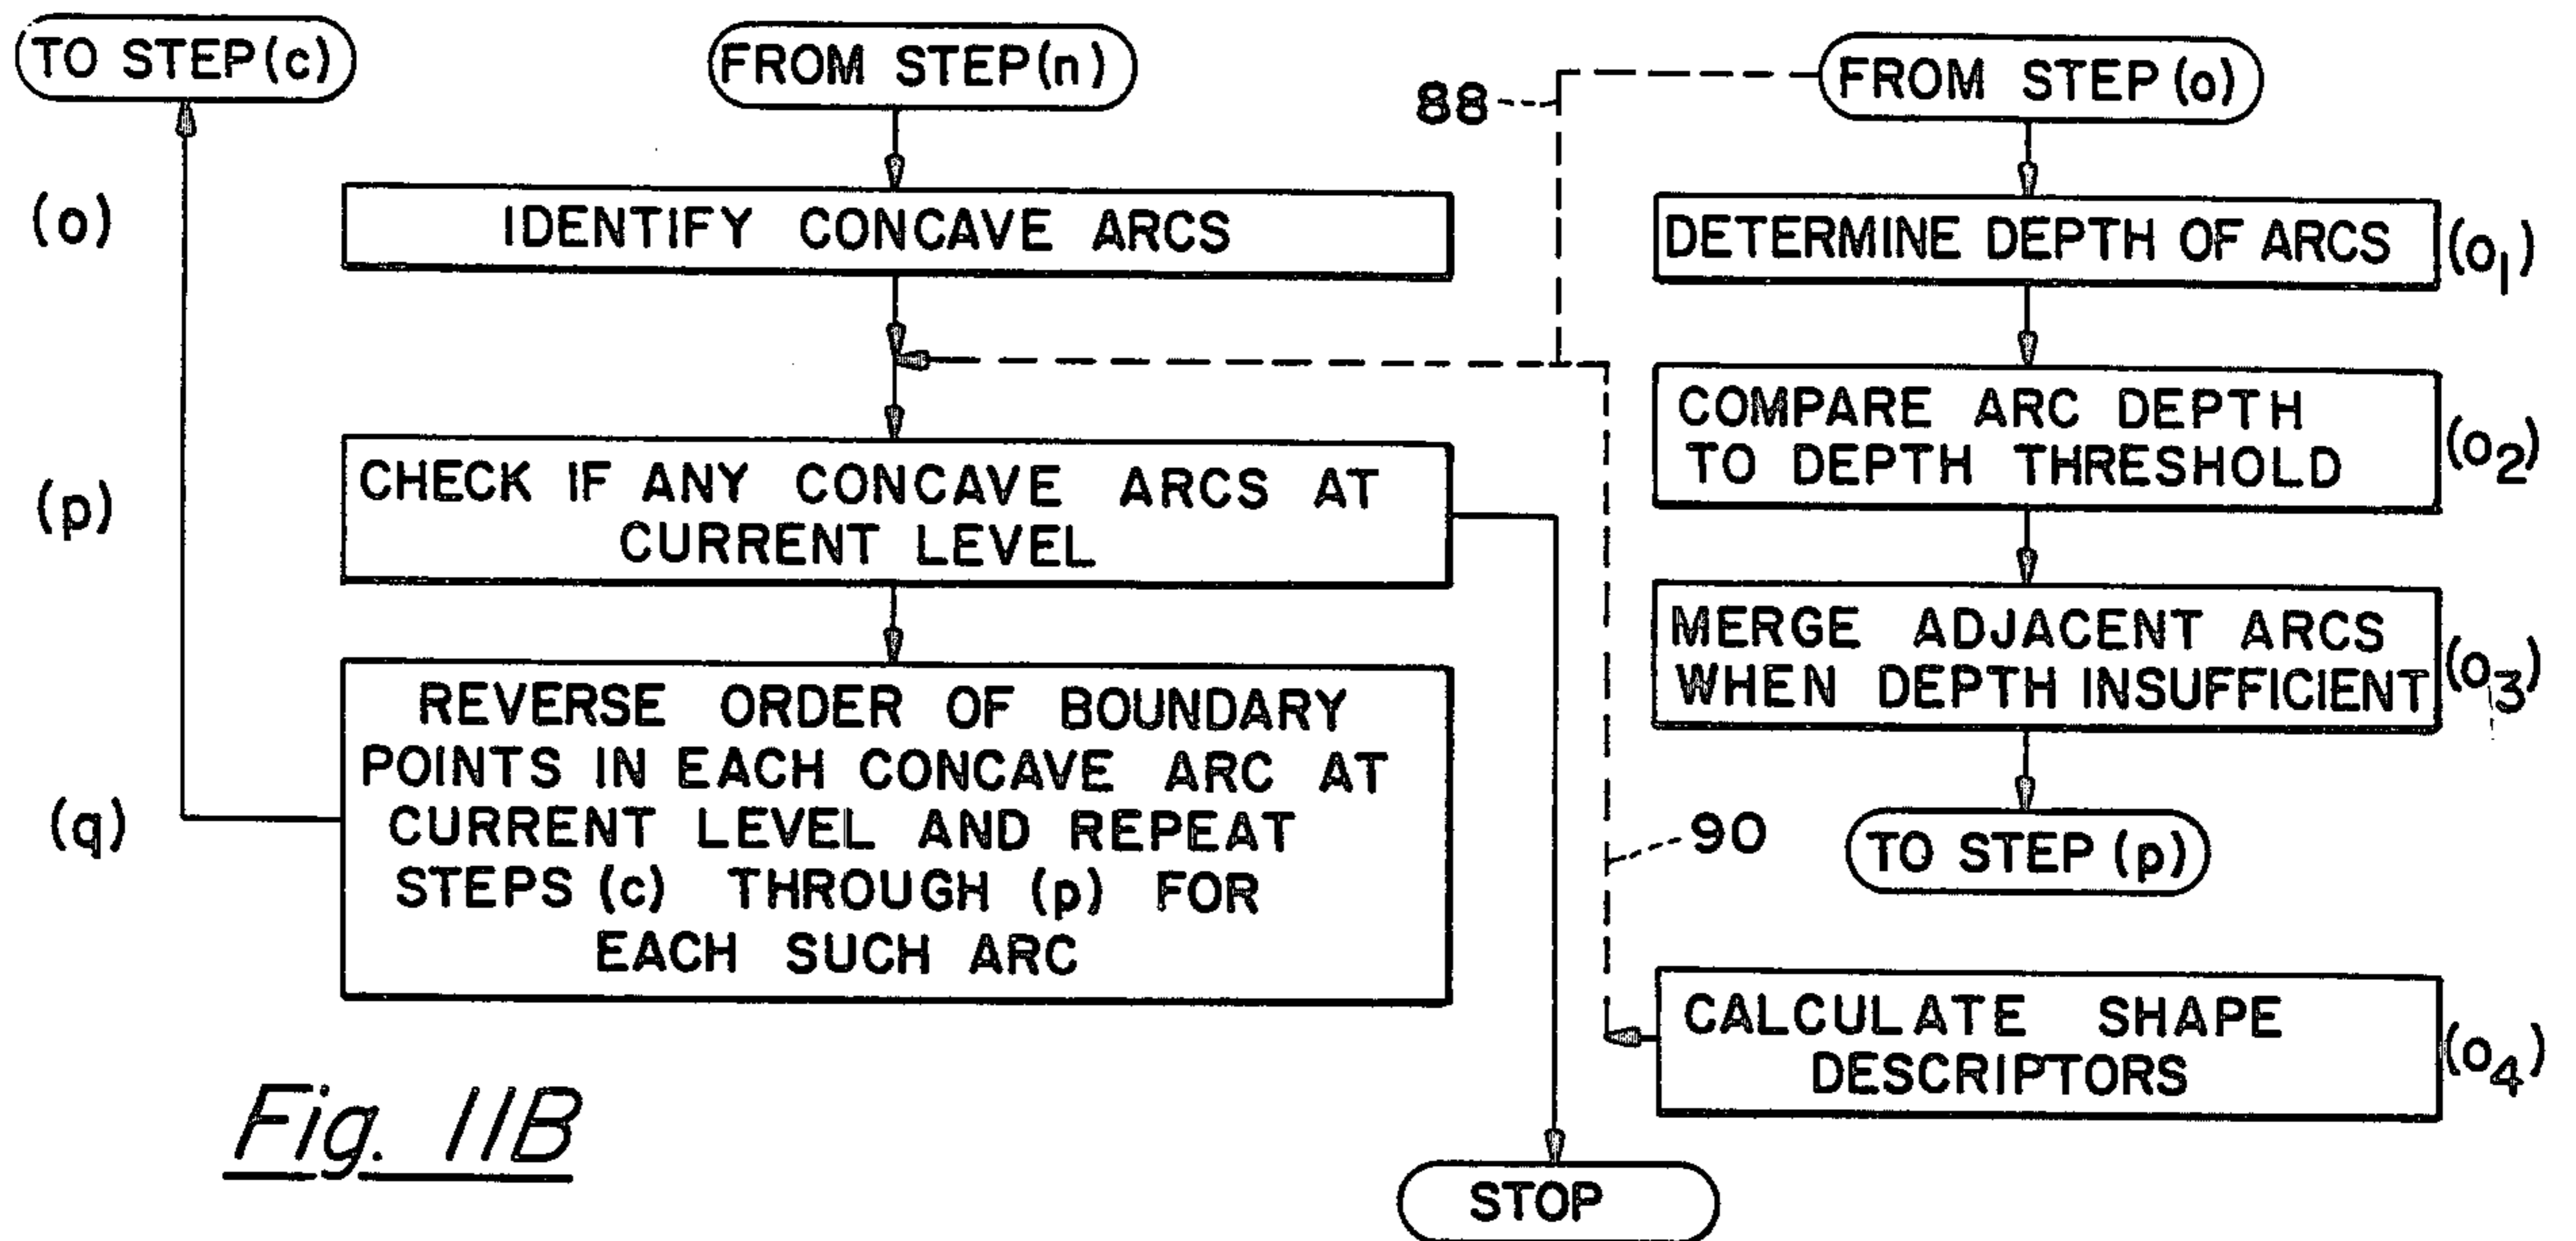 TO STEP(c)
FROM STEP(n)
(o)
IDENTIFY CONCAVE ARCS
(p)
CHECK IF ANY CONCAVE ARCS AT
CURRENT LEVEL
(q)
REVERSE ORDER OF BOUNDARY
POINTS IN EACH CONCAVE ARC AT
CURRENT LEVEL AND REPEAT
STEPS (c) THROUGH (p) FOR
EACH SUCH ARC
STOP
88
FROM STEP (o)
DETERMINE DEPTH OF ARCS
(o1)
COMPARE ARC DEPTH
TO DEPTH THRESHOLD
(o2)
MERGE ADJACENT ARCS
WHEN DEPTH INSUFFICIENT
(o3)
TO STEP (p)
90
CALCULATE SHAPE
DESCRIPTORS
(o4)
Fig. 11B